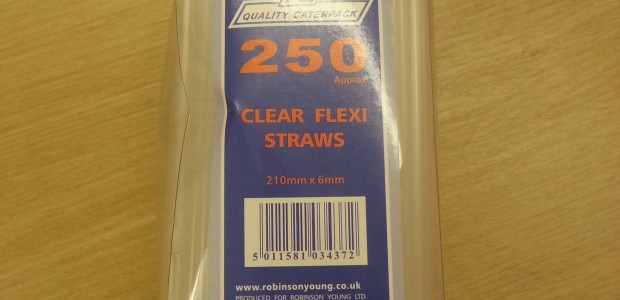 QUALITY CATERPACK
250
Approx
CLEAR FLEXI
STRAWS
210mm x 6mm
5 011581 034372
www.robinsonyoung.co.uk
PRODUCED FOR ROBINSON YOUNG LTD.